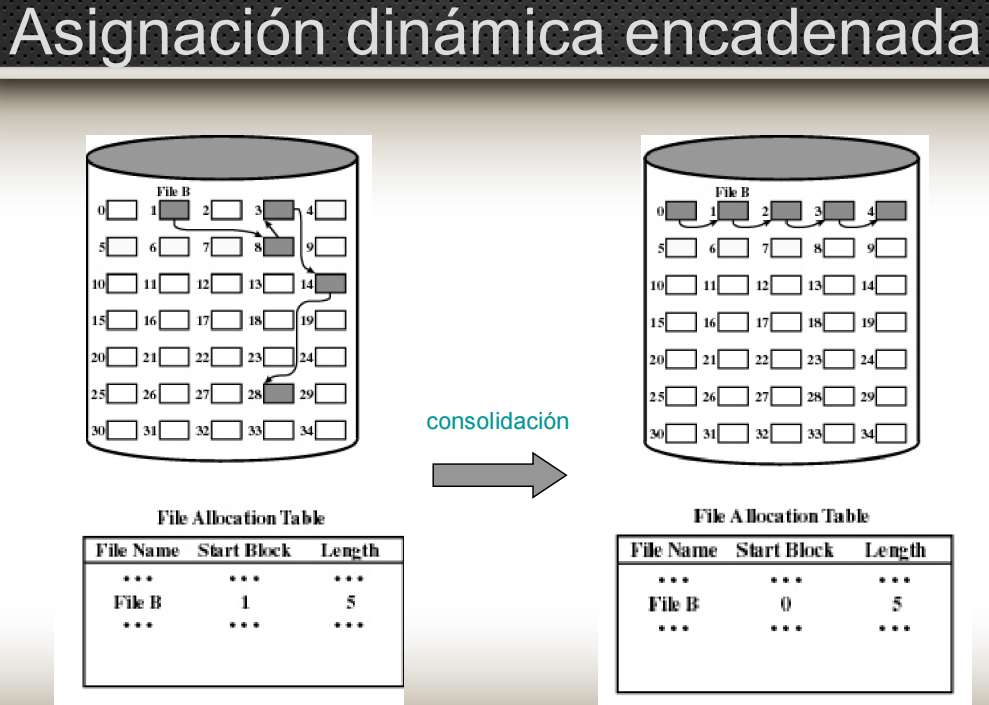 Asignación dinámica encadenada
File B
0 1 2 3 4
5 6 7 8 9
10 11 12 13 14
15 16 17 18 19
20 21 22 23 24
25 26 27 28 29
30 31 32 33 34
File Allocation Table
File Name Start Block Length
••• ••• •••
File B 1 5
••• ••• •••
consolidación
File B
0 1 2 3 4
5 6 7 8 9
10 11 12 13 14
15 16 17 18 19
20 21 22 23 24
25 26 27 28 29
30 31 32 33 34
File Allocation Table
File Name Start Block Length
••• ••• •••
File B 0 5
••• ••• •••